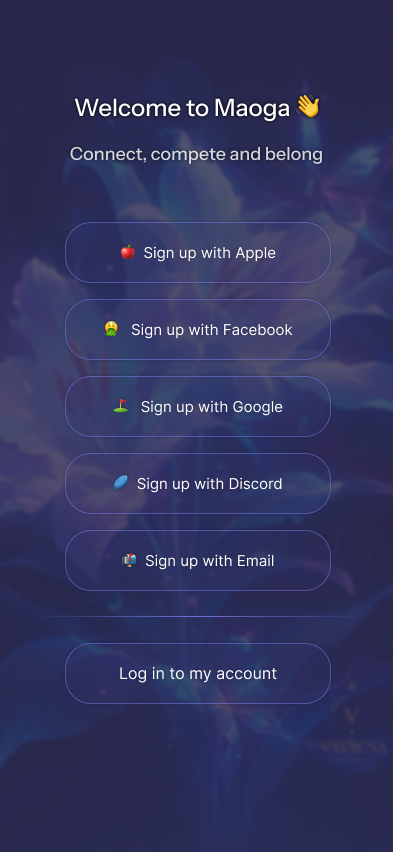 Welcome to Maoga 👋
Connect, compete and belong
🍎 Sign up with Apple
🤮 Sign up with Facebook
⛳ Sign up with Google
🥏 Sign up with Discord
📬 Sign up with Email
Log in to my account
V